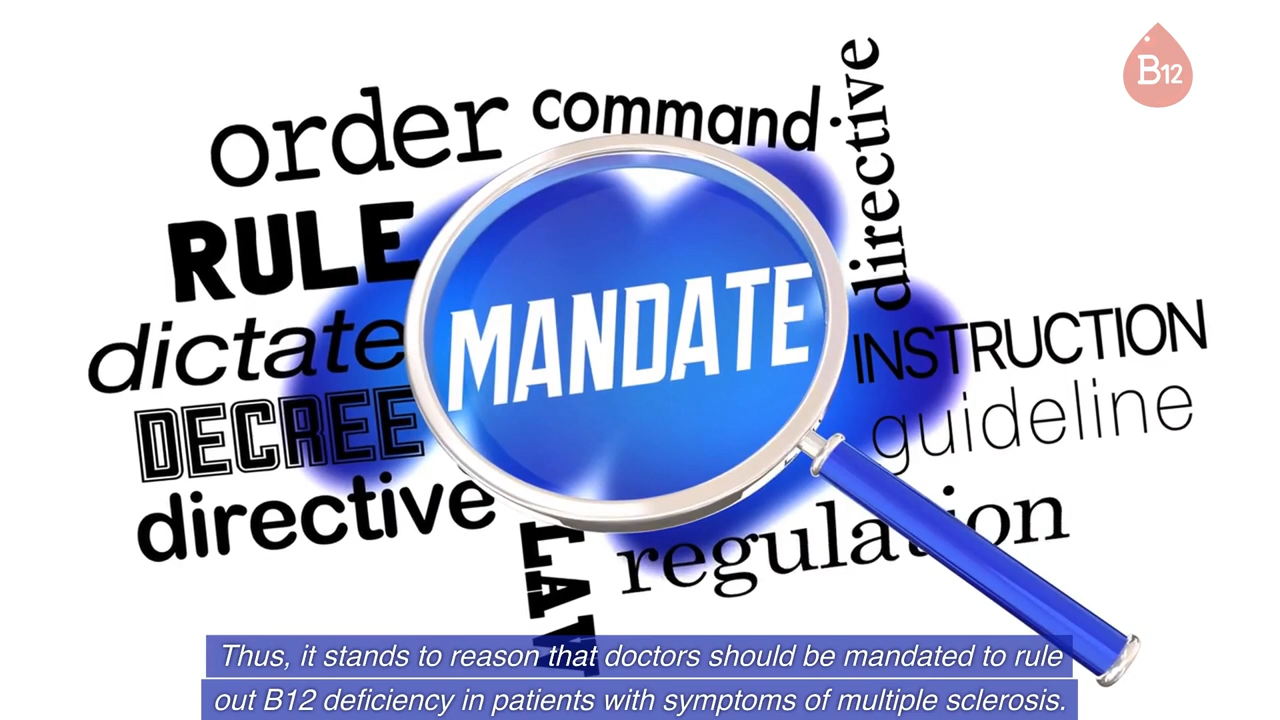 B12
order
command
directive
RULE
MANDATE
dictate
INSTRUCTION
DECREE
guideline
directive
LAW
regulation
Thus, it stands to reason that doctors should be mandated to rule
out B12 deficiency in patients with symptoms of multiple sclerosis.